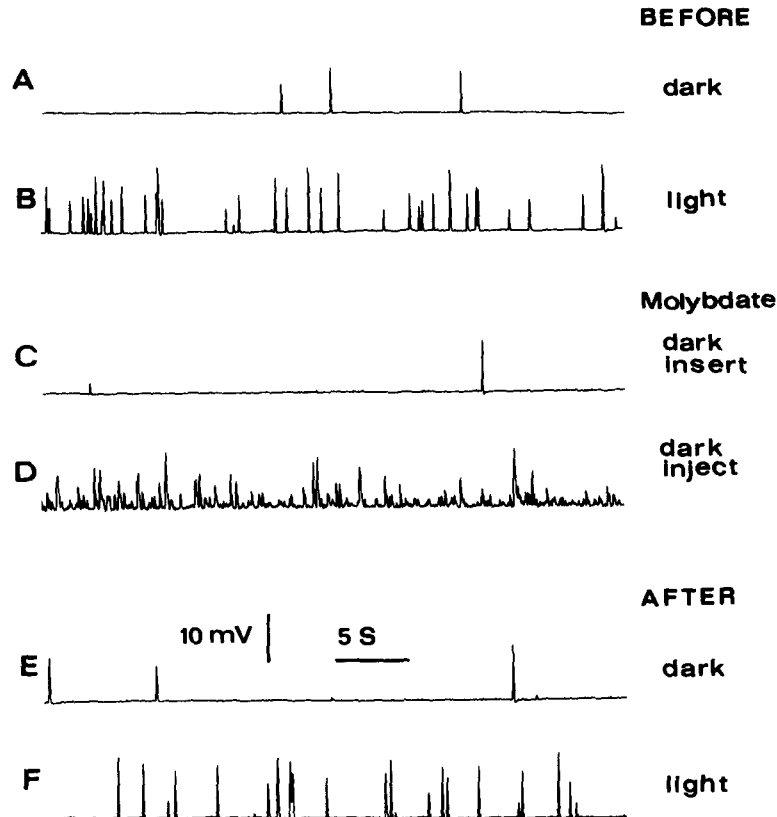 BEFORE
A dark
B light
Molybdate
C dark
insert
D dark
inject
AFTER
10 mV 5 S
E dark
F light